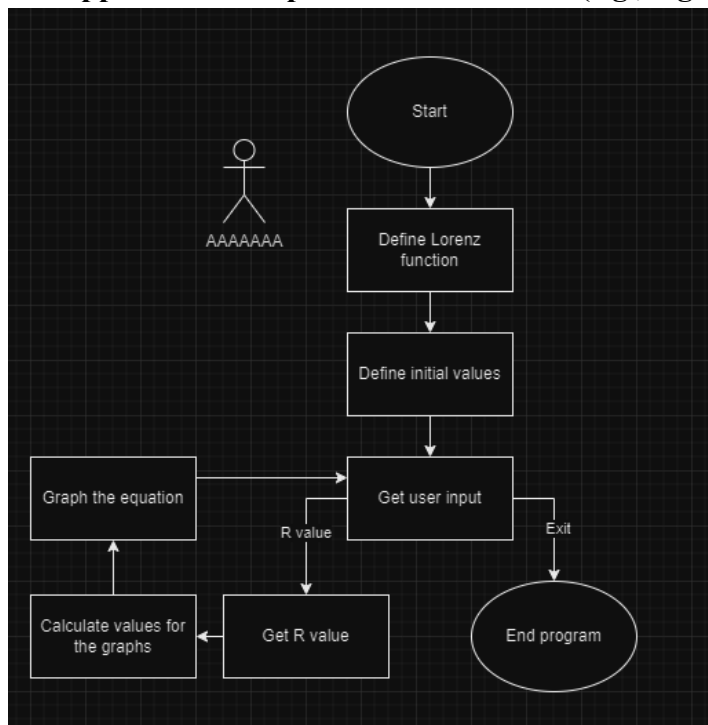 Start
AAAAAAA
Define Lorenz
function
Define initial values
Graph the equation
Get user input
R value
Exit
Calculate values for
the graphs
Get R value
End program